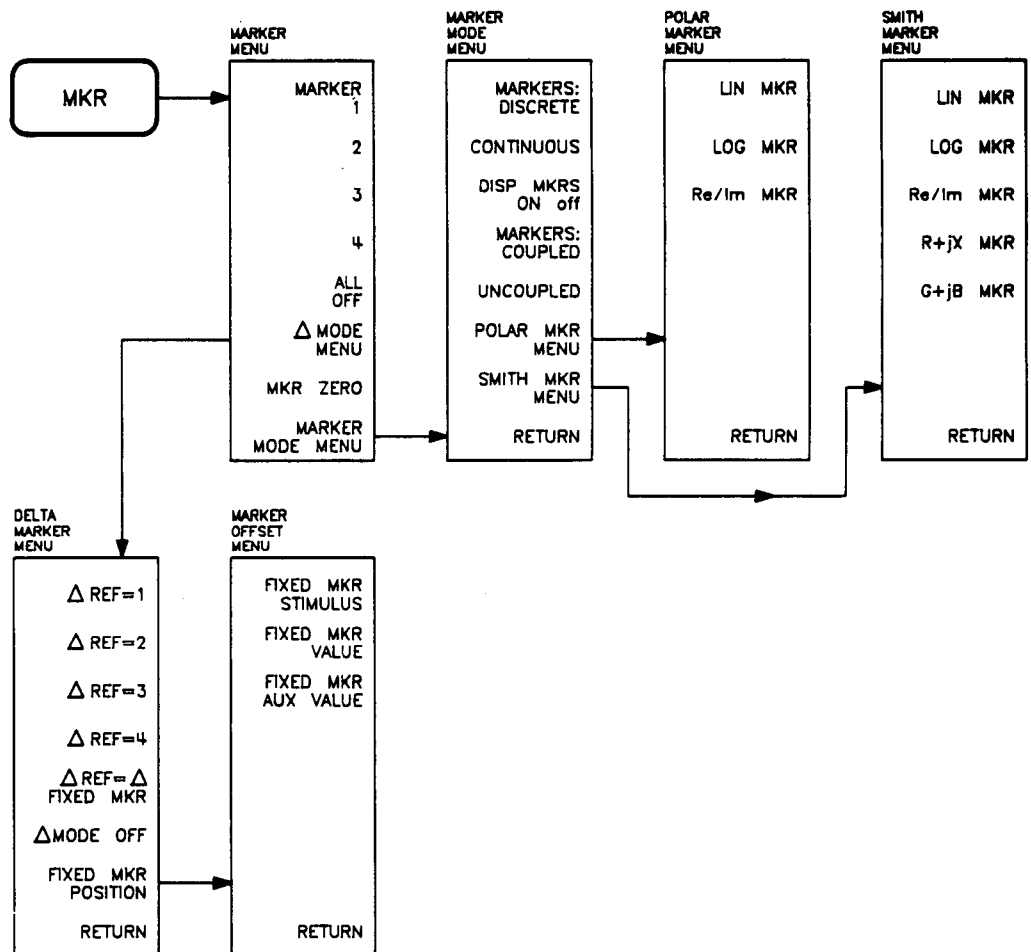 MKR
MARKER
MENU
MARKER
1
2
3
4
ALL
OFF
△ MODE
MENU
MKR ZERO
MARKER
MODE MENU
MARKER
MODE
MENU
MARKERS:
DISCRETE
CONTINUOUS
DISP MKRS
ON off
MARKERS:
COUPLED
UNCOUPLED
POLAR MKR
MENU
SMITH MKR
MENU
RETURN
POLAR
MARKER
MENU
LIN MKR
LOG MKR
Re/Im MKR
RETURN
SMITH
MARKER
MENU
LIN MKR
LOG MKR
Re/Im MKR
R+jX MKR
G+jB MKR
RETURN
DELTA
MARKER
MENU
△ REF=1
△ REF=2
△ REF=3
△ REF=4
△ REF=△
FIXED MKR
△MODE OFF
FIXED MKR
POSITION
RETURN
MARKER
OFFSET
MENU
FIXED MKR
STIMULUS
FIXED MKR
VALUE
FIXED MKR
AUX VALUE
RETURN